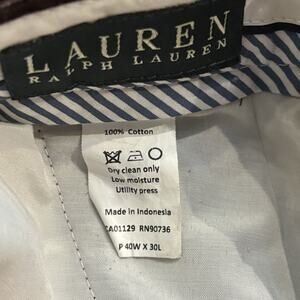 LAUREN
RALPH LAUREN
100% Cotton
Dry clean only
Low moisture
Utility press
Made in Indonesia
CA01129 RN90736
P 40W X 30L